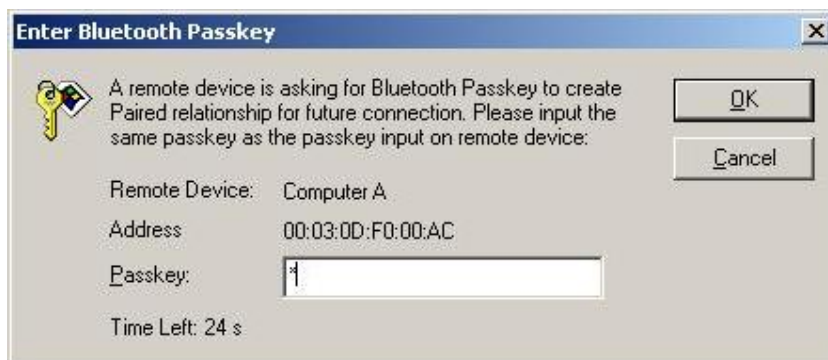 Enter Bluetooth Passkey
A remote device is asking for Bluetooth Passkey to create
Paired relationship for future connection. Please input the
same passkey as the passkey input on remote device:
OK
Cancel
Remote Device: Computer A
Address 00:03:0D:F0:00:AC
Passkey: *
Time Left: 24 s